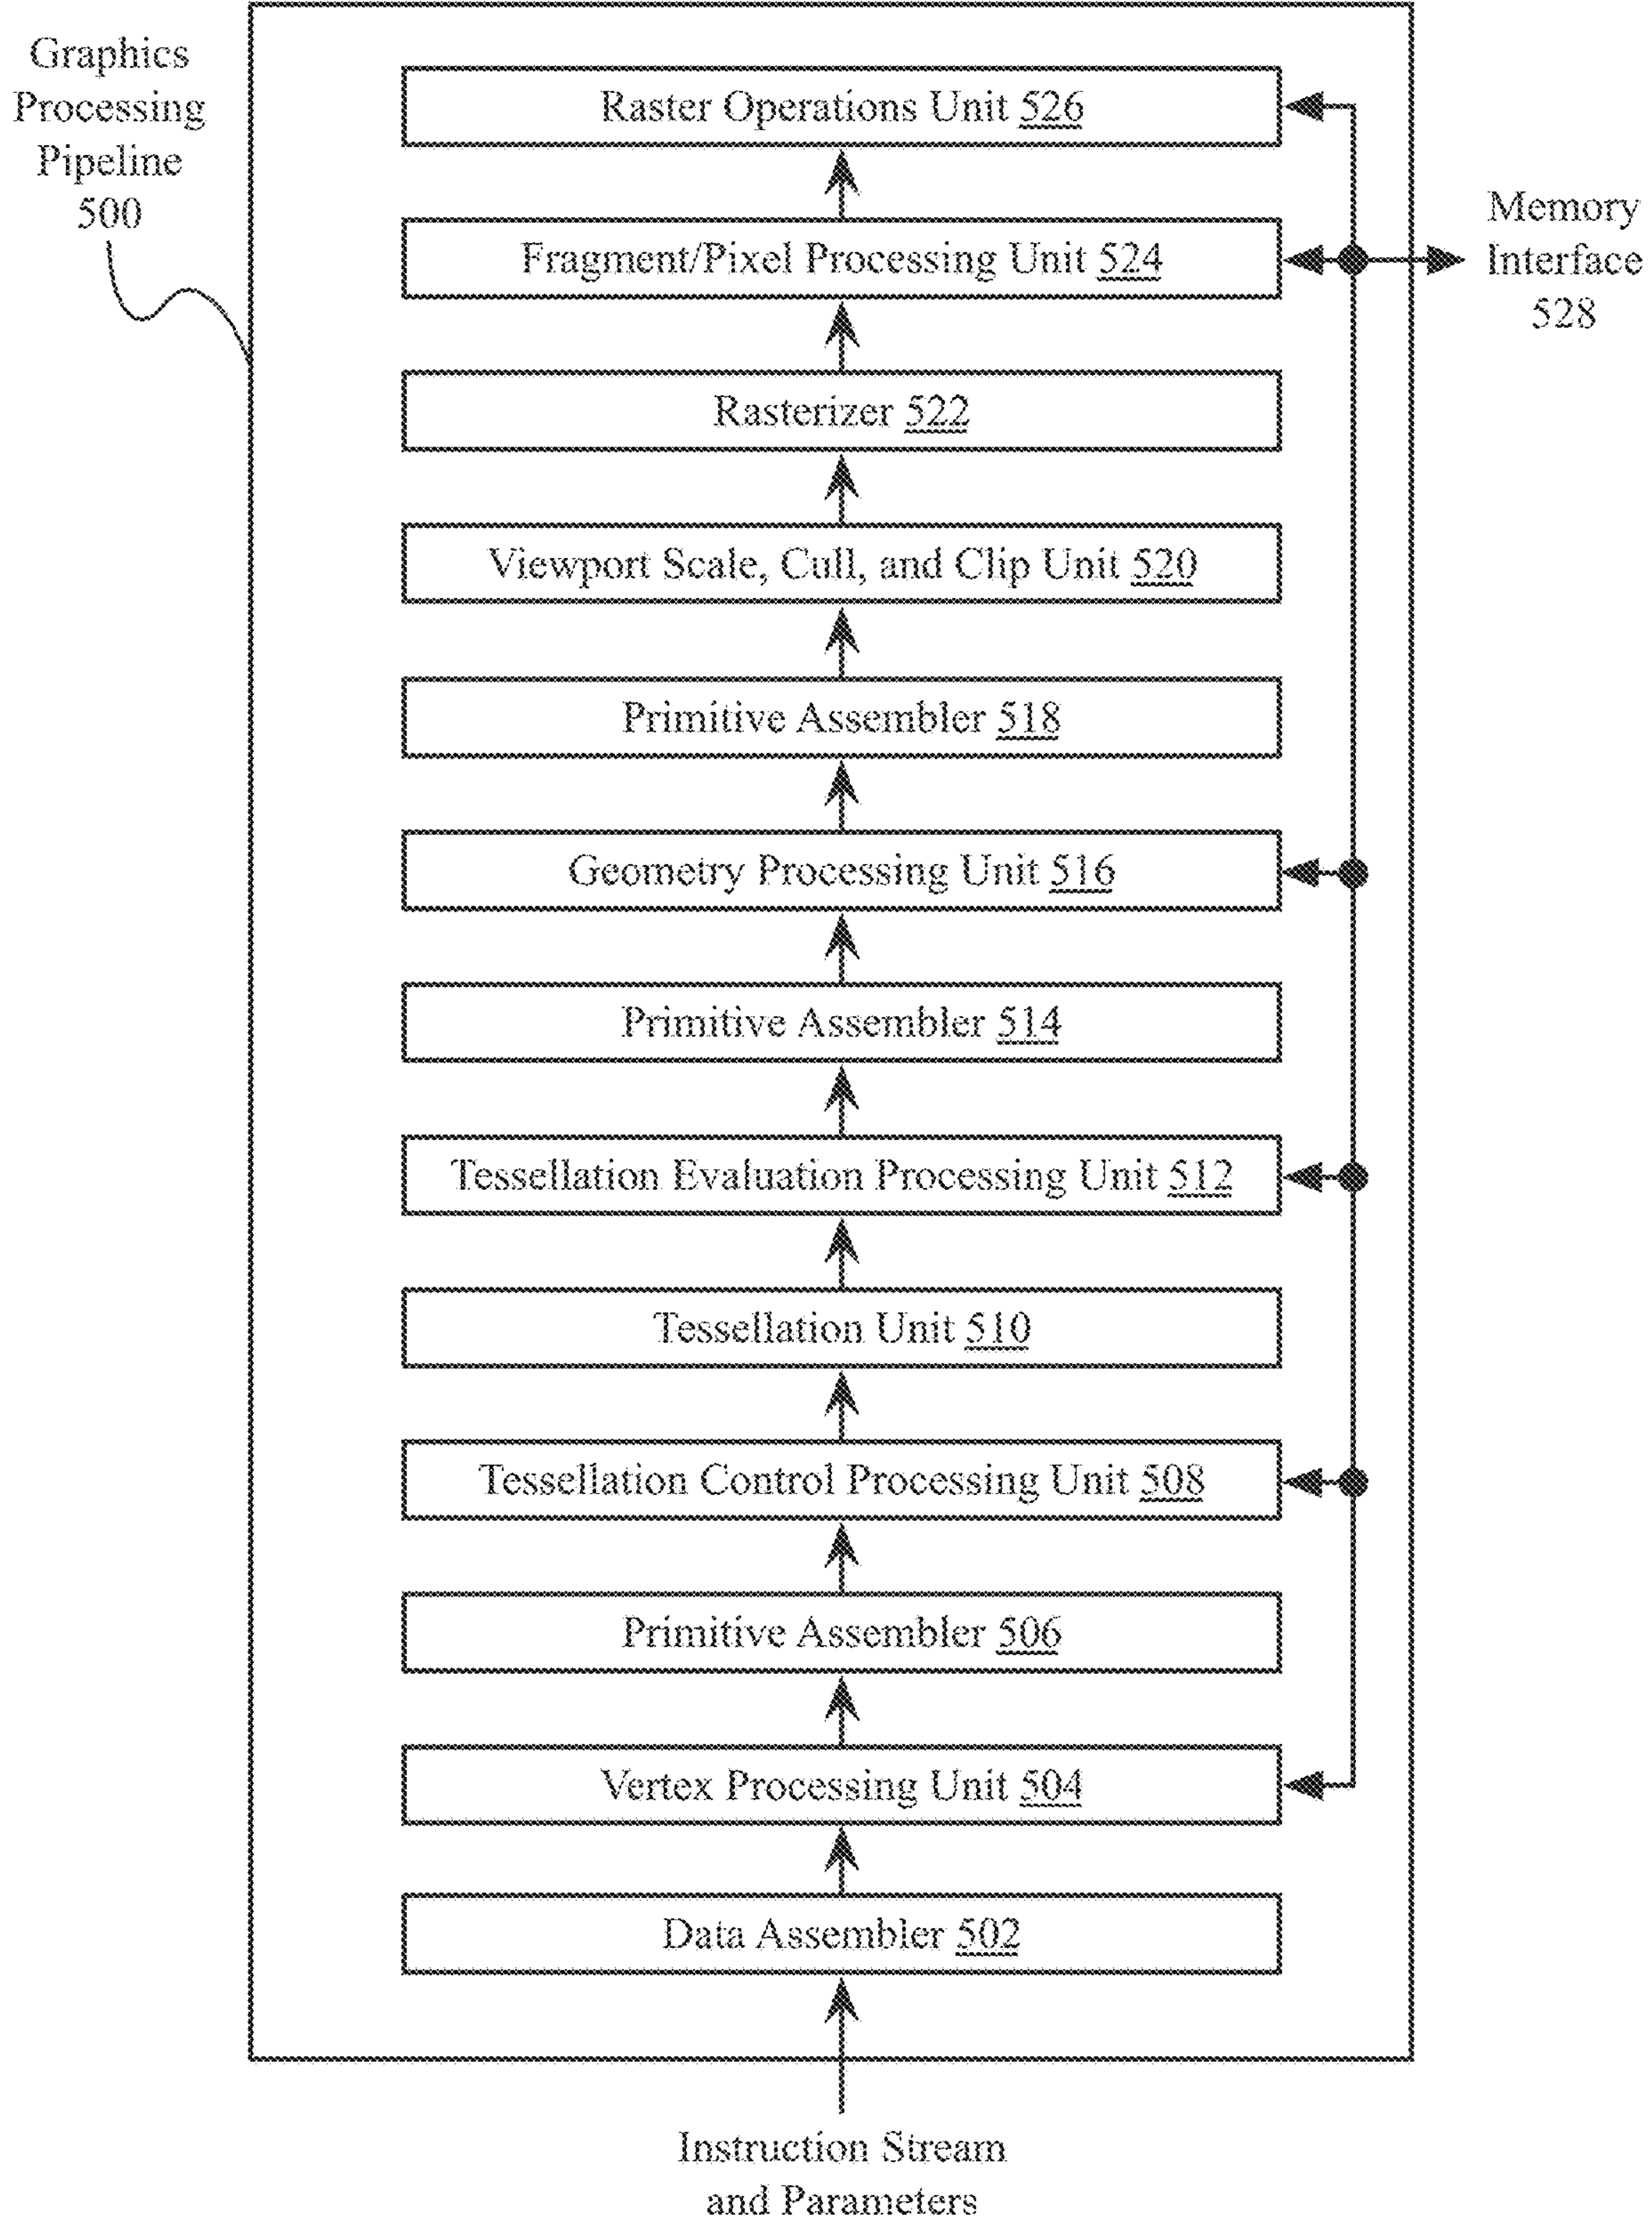 Graphics
Processing
Pipeline
500
Raster Operations Unit 526
Fragment/Pixel Processing Unit 524
Memory
Interface
528
Rasterizer 522
Viewport Scale, Cull, and Clip Unit 520
Primitive Assembler 518
Geometry Processing Unit 516
Primitive Assembler 514
Tessellation Evaluation Processing Unit 512
Tessellation Unit 510
Tessellation Control Processing Unit 508
Primitive Assembler 506
Vertex Processing Unit 504
Data Assembler 502
Instruction Stream
and Parameters